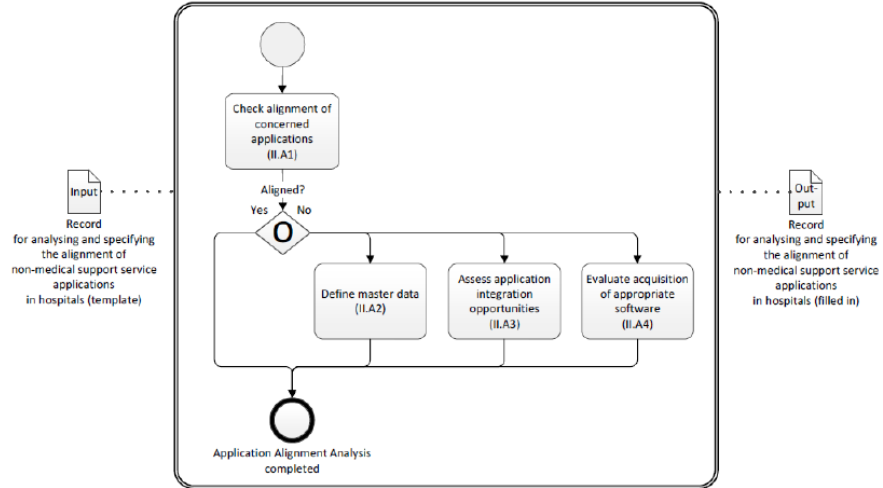 Check alignment of
concerned
applications
(II.A1)
Aligned?
Yes
No
O
Define master data
(II.A2)
Assess application
integration
opportunities
(II.A3)
Evaluate acquisition
of appropriate
software
(II.A4)
Application Alignment Analysis
completed
Input
Record
for analysing and specifying
the alignment of
non-medical support service
applications
in hospitals (template)
Out-
put
Record
for analysing and specifying
the alignment of
non-medical support service
applications
in hospitals (filled in)